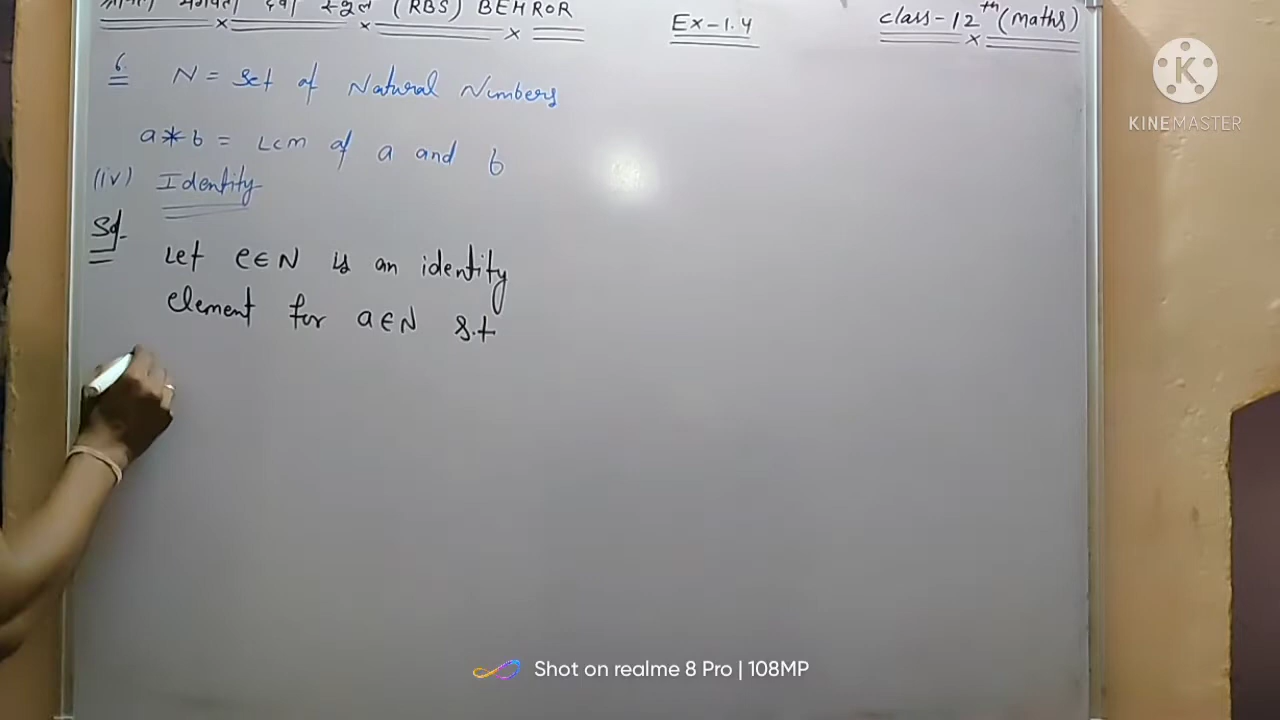 (RBS) BEHROR
Ex-1.4
class-12th (maths)
6. N = Set of Natural Numbers
a*b = LCM of a and b
(iv) Identity
Sol.
Let e∈N is an identity
element for a∈N s.t
K
KINEMASTER
Shot on realme 8 Pro | 108MP